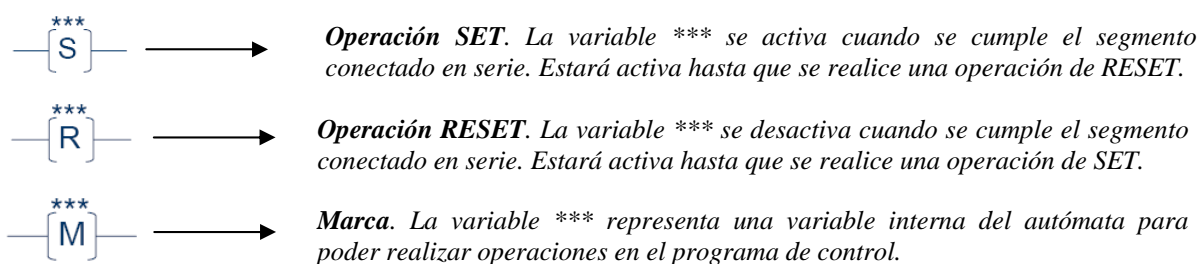 ***
S
Operación SET. La variable *** se activa cuando se cumple el segmento
conectado en serie. Estará activa hasta que se realice una operación de RESET.
***
R
Operación RESET. La variable *** se desactiva cuando se cumple el segmento
conectado en serie. Estará activa hasta que se realice una operación de SET.
***
M
Marca. La variable *** representa una variable interna del autómata para
poder realizar operaciones en el programa de control.